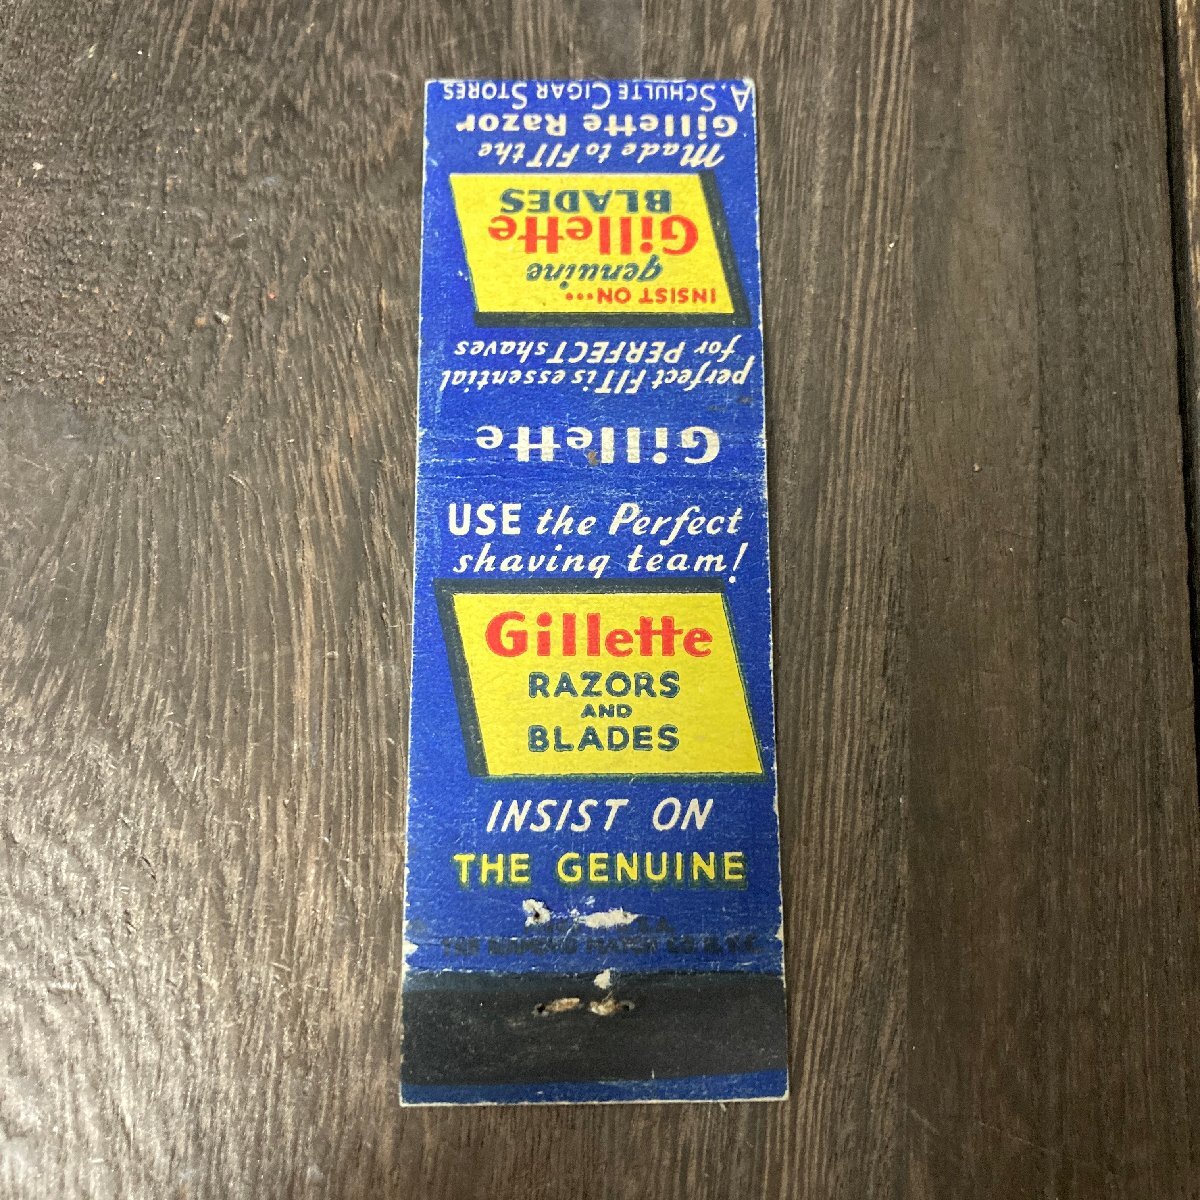 USE the Perfect
shaving team!
Gillette
RAZORS
AND
BLADES
INSIST ON
THE GENUINE
Gillette
perfect FIT is essential
for PERFECT shaves
INSIST ON...
genuine
Gillette
BLADES
Made to FIT the
Gillette Razor
A. SCHULTE CIGAR STORES